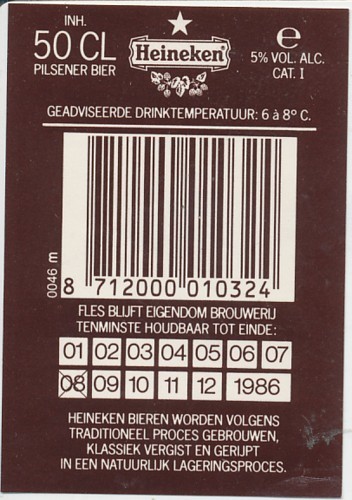 INH.
50 CL
PILSENER BIER
Heineken
e
5% VOL. ALC.
CAT. I
GEADVISEERDE DRINKTEMPERATUUR: 6 à 8º C.
0046 m
8 712000 010324
FLES BLIJFT EIGENDOM BROUWERIJ
TENMINSTE HOUDBAAR TOT EINDE:
01 02 03 04 05 06 07
08 09 10 11 12 1986
HEINEKEN BIEREN WORDEN VOLGENS
TRADITIONEEL PROCES GEBROUWEN,
KLASSIEK VERGIST EN GERIJPT
IN EEN NATUURLIJK LAGERINGSPROCES.